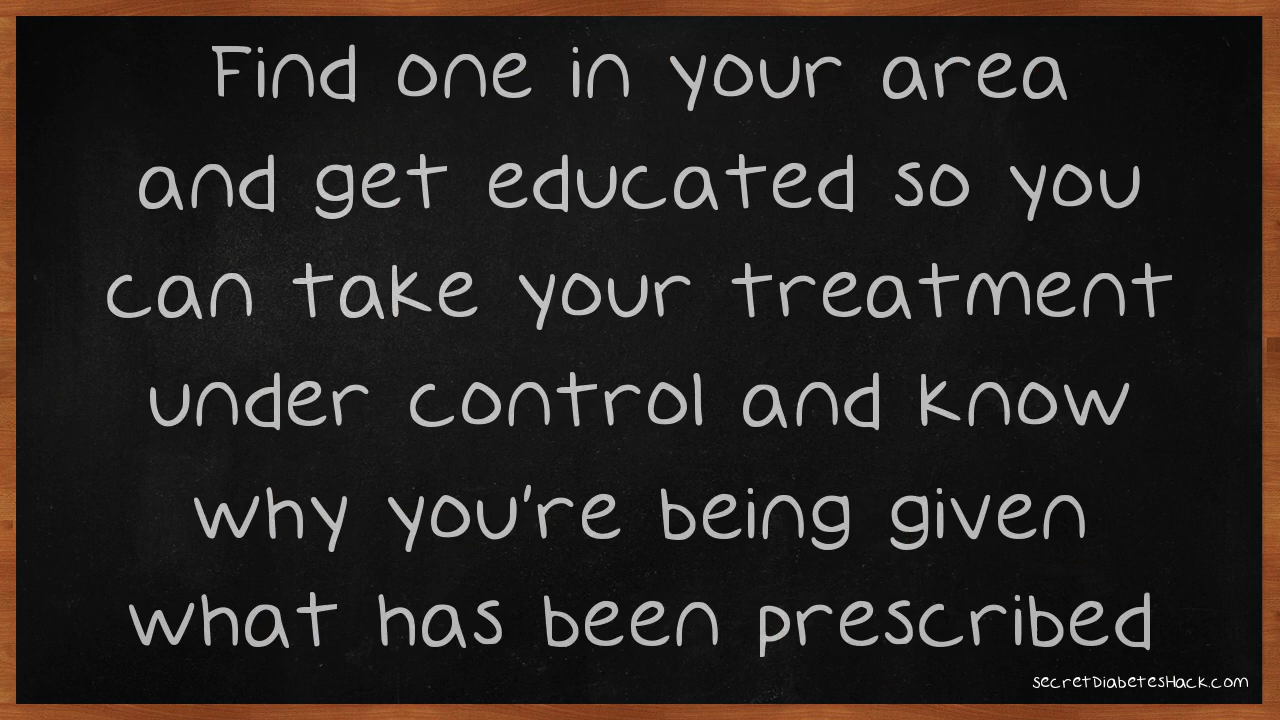 Find one in your area
and get educated so you
can take your treatment
under control and know
why you're being given
what has been prescribed
secretDiabetesHack.com